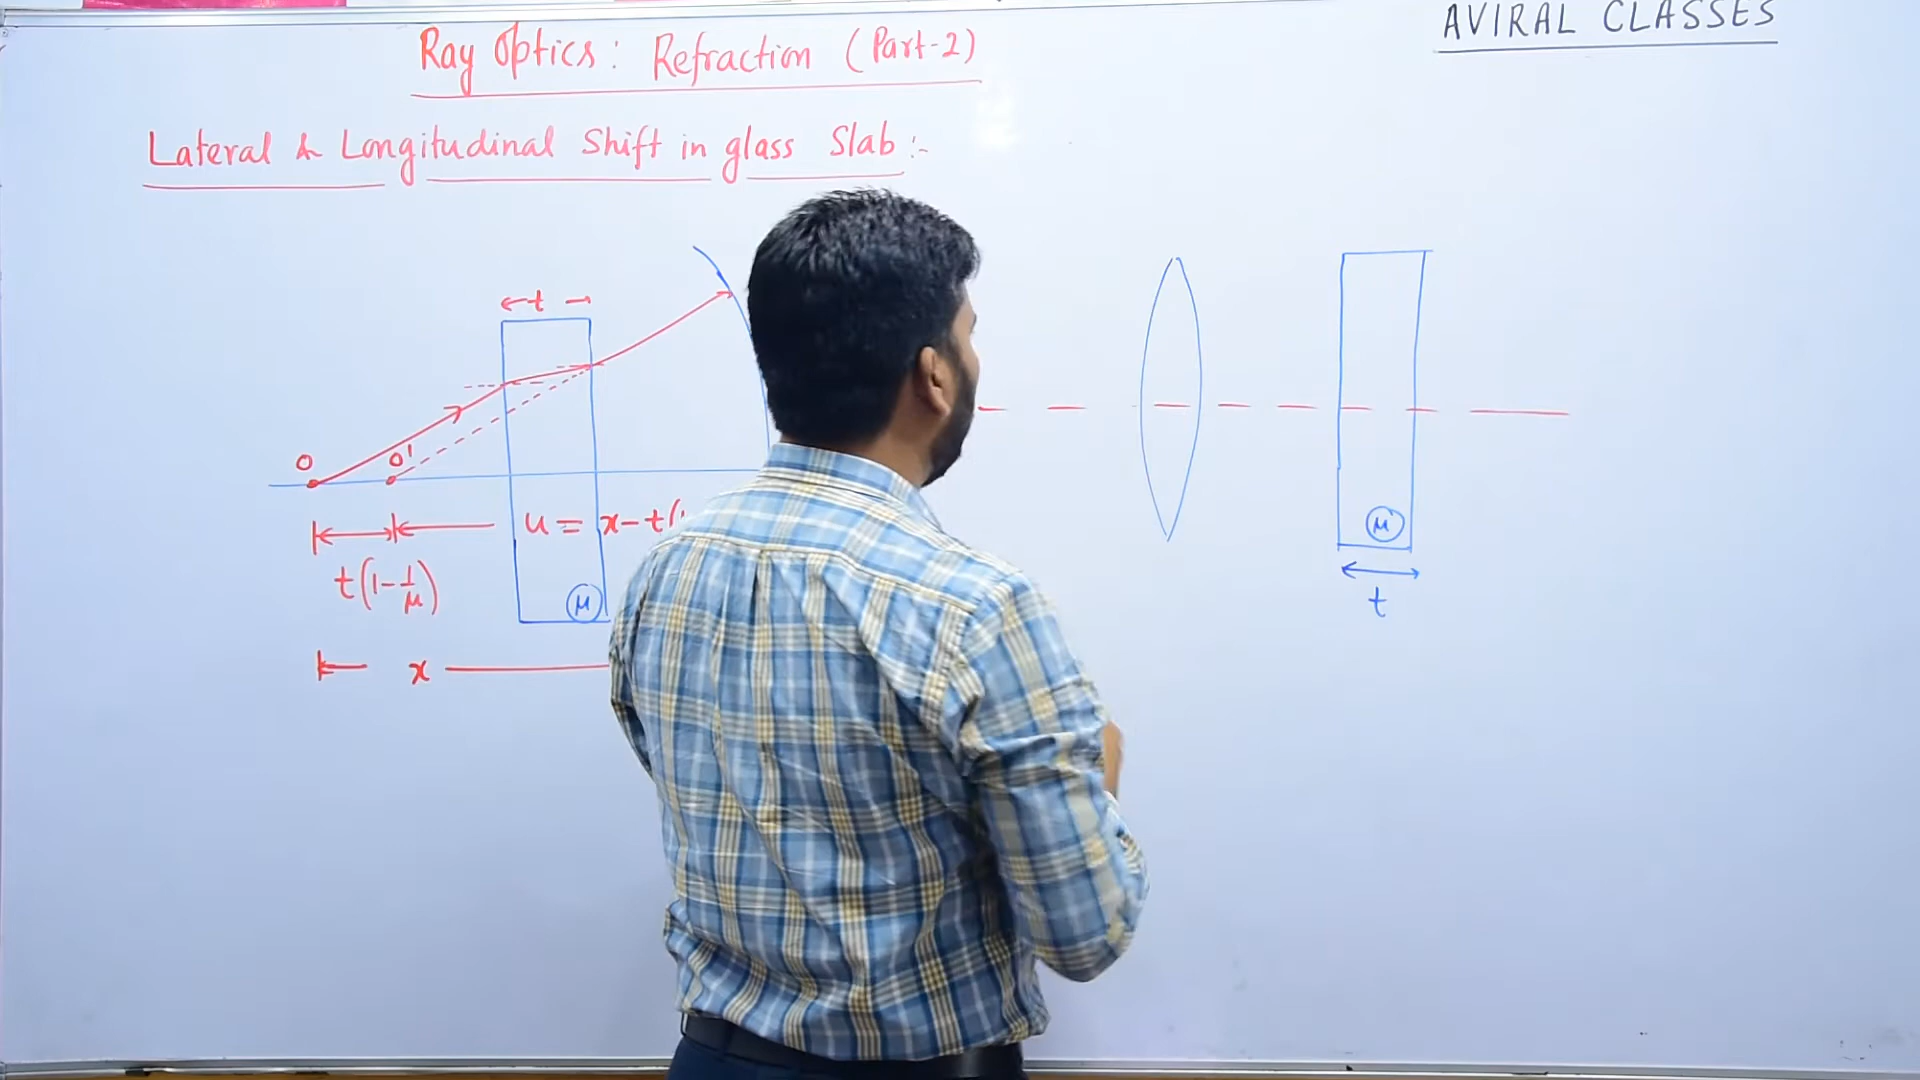 AVIRAL CLASSES
Ray Optics: Refraction (Part-2)
Lateral & Longitudinal Shift in glass Slab :-
t
O
O'
u = x-t(
t(1-1/μ)
μ
x
μ
t